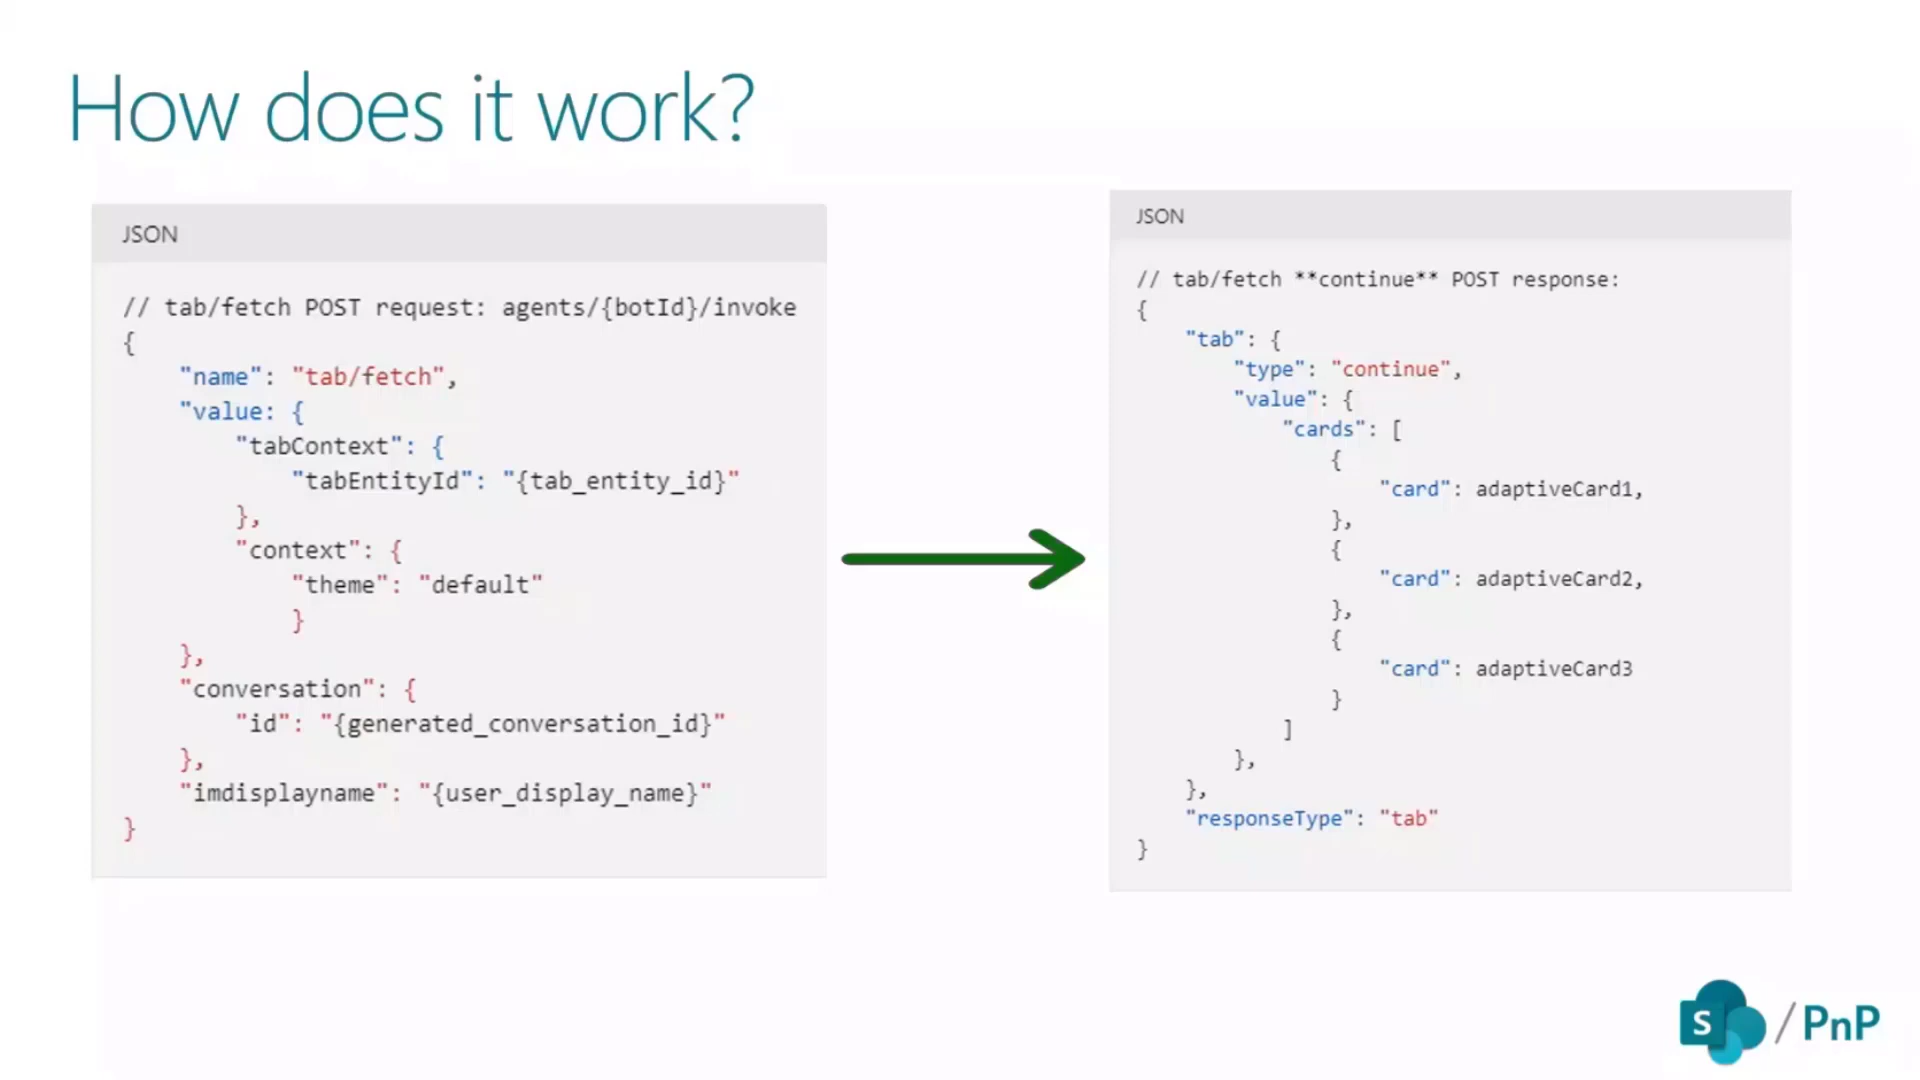 How does it work?
JSON
// tab/fetch POST request: agents/{botId}/invoke
{
"name": "tab/fetch",
"value: {
"tabContext": {
"tabEntityId": "{tab_entity_id}"
},
"context": {
"theme": "default"
}
},
"conversation": {
"id": "{generated_conversation_id}"
},
"imdisplayname": "{user_display_name}"
}
JSON
// tab/fetch **continue** POST response:
{
"tab": {
"type": "continue",
"value": {
"cards": [
{
"card": adaptiveCard1,
},
{
"card": adaptiveCard2,
},
{
"card": adaptiveCard3
}
]
},
},
"responseType": "tab"
}
S / PnP